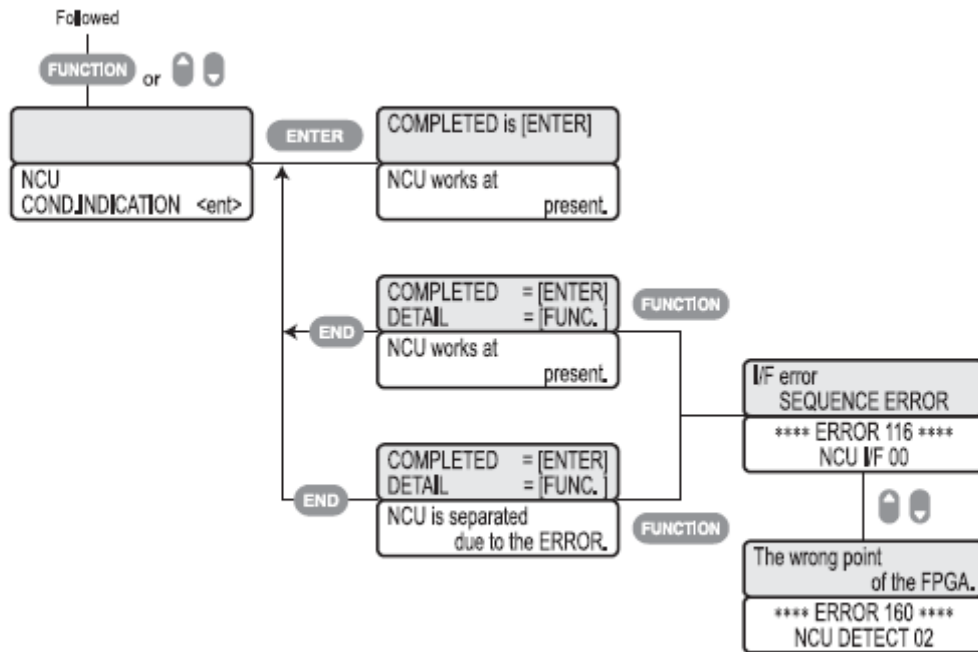 Followed
FUNCTION or
ENTER
COMPLETED is [ENTER]
NCU
COND.INDICATION <ent>
NCU works at
present.
COMPLETED = [ENTER]
DETAIL = [FUNC. ]
FUNCTION
END
NCU works at
present.
I/F error
SEQUENCE ERROR
**** ERROR 116 ****
NCU I/F 00
COMPLETED = [ENTER]
DETAIL = [FUNC. ]
END
NCU is separated
due to the ERROR.
FUNCTION
The wrong point
of the FPGA.
**** ERROR 160 ****
NCU DETECT 02